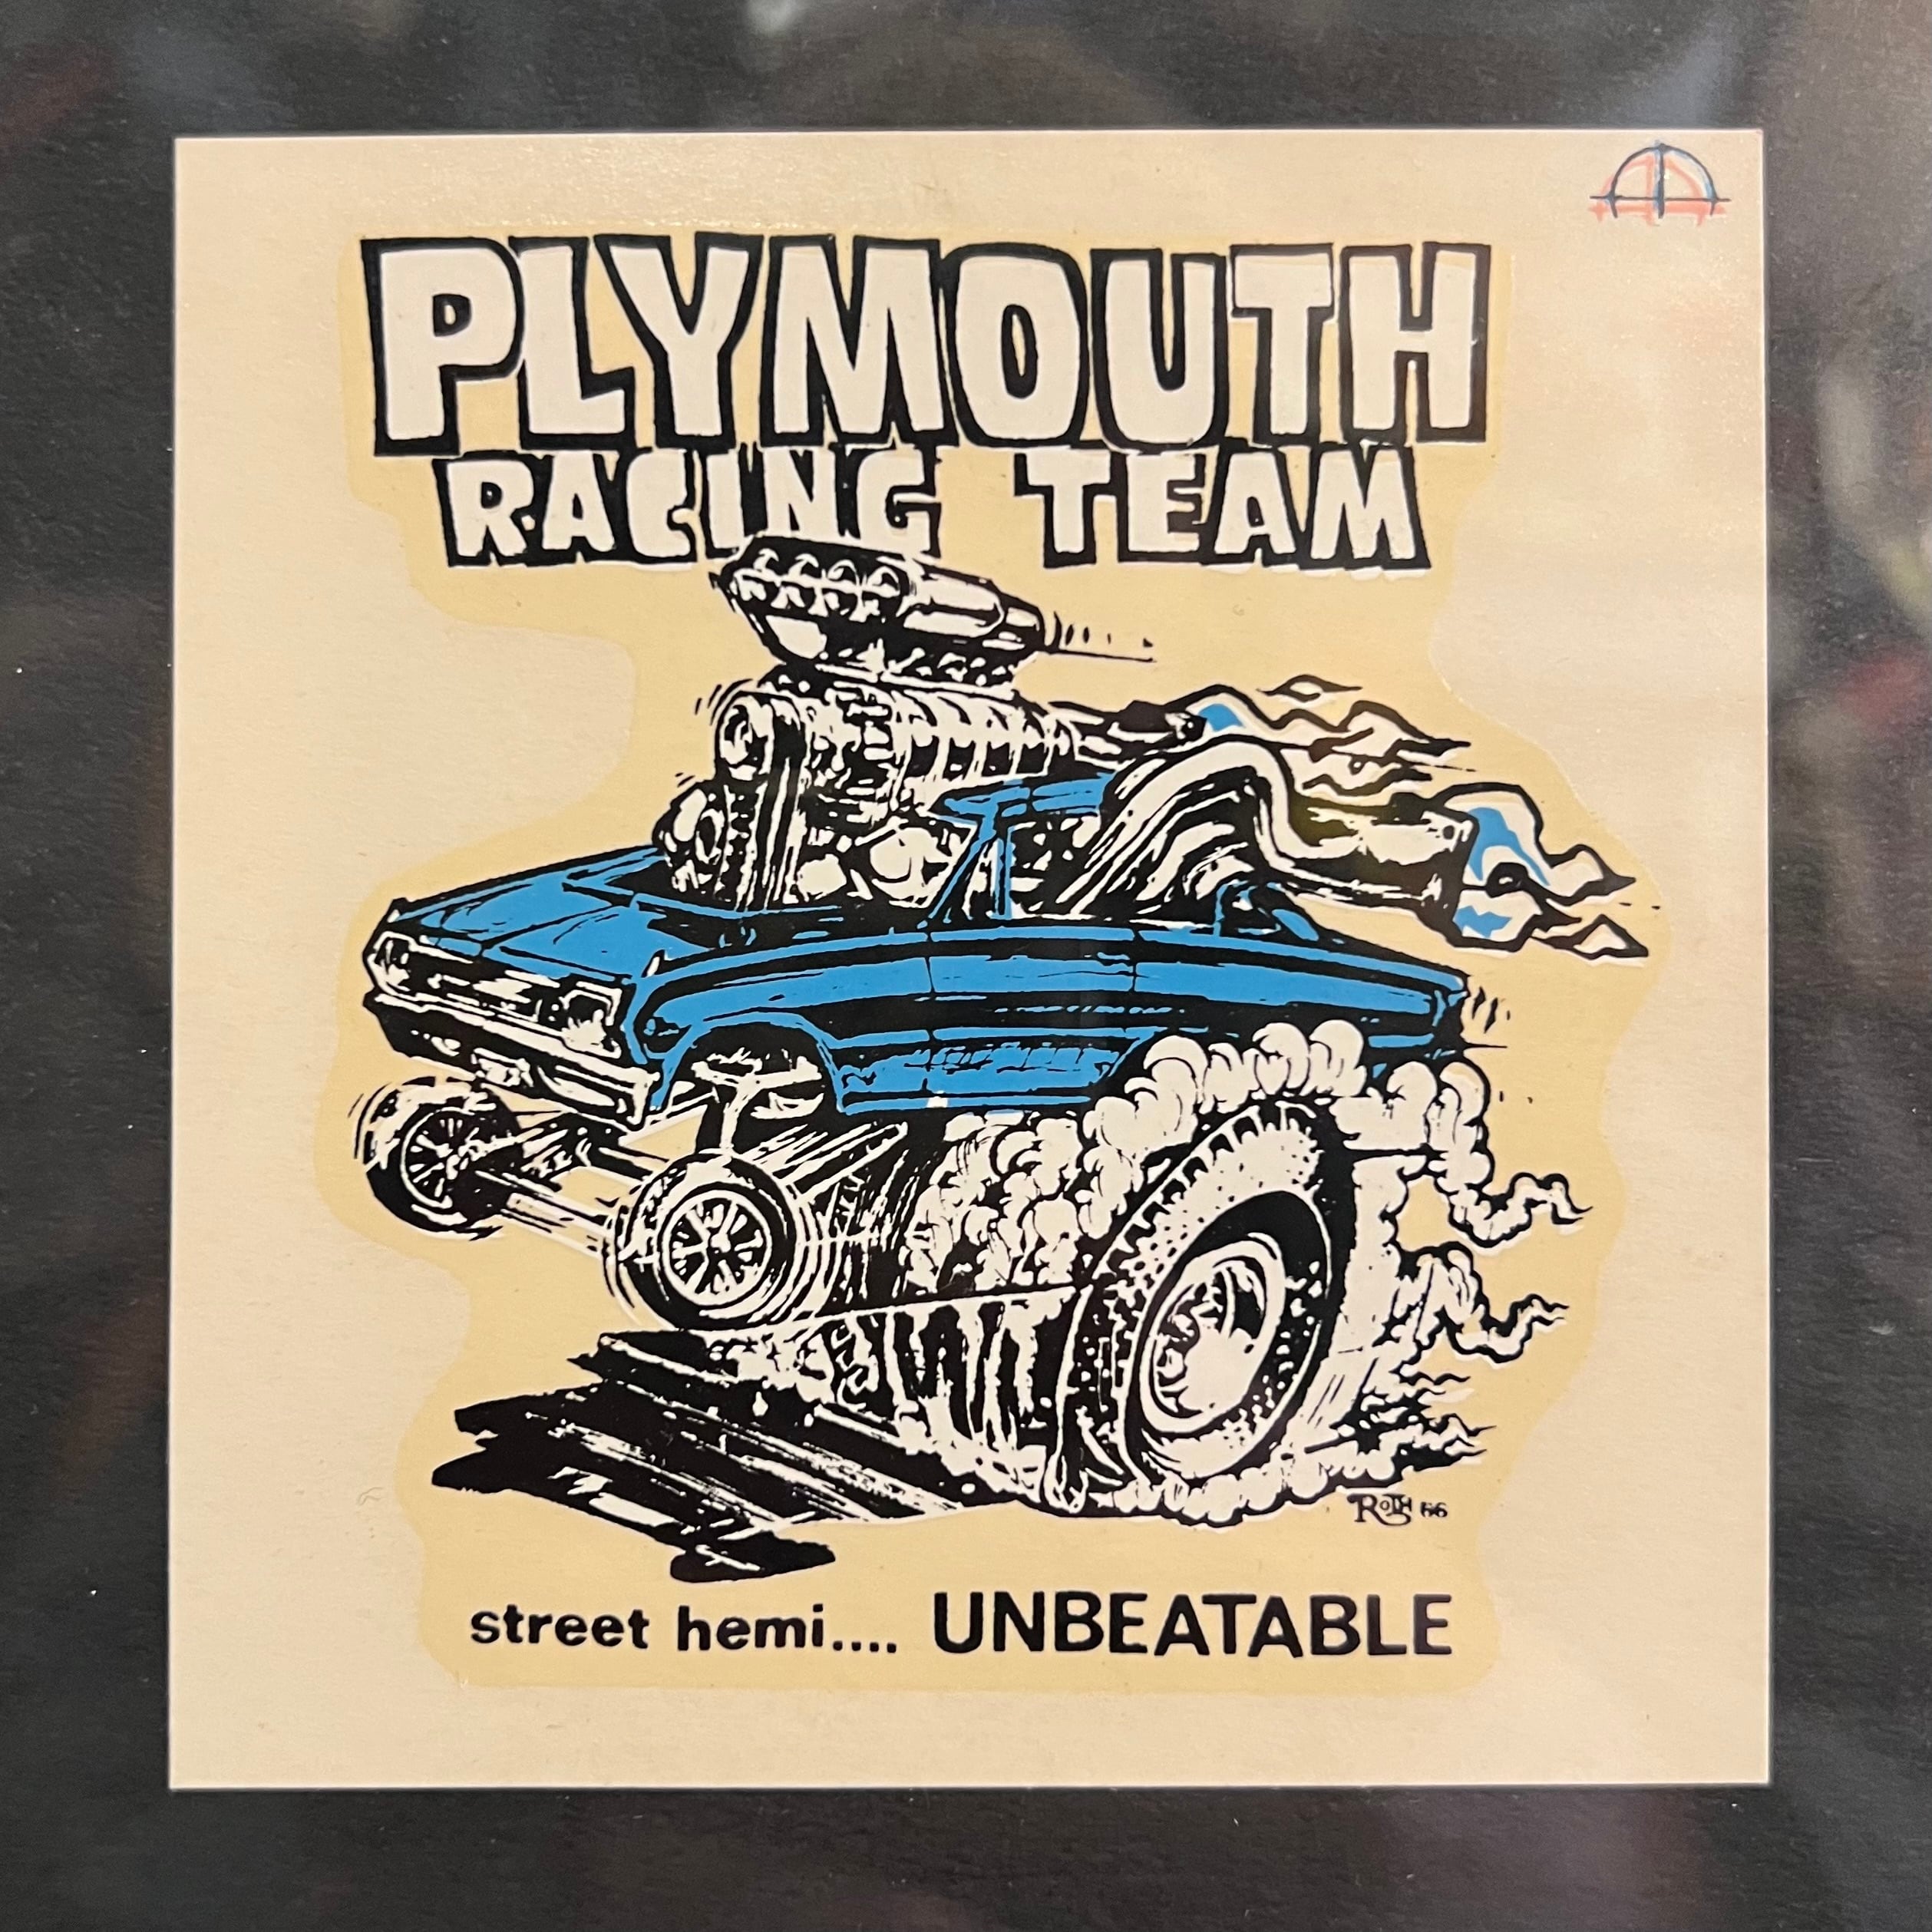 PLYMOUTH
RACING TEAM
ROTH 66
street hemi.... UNBEATABLE